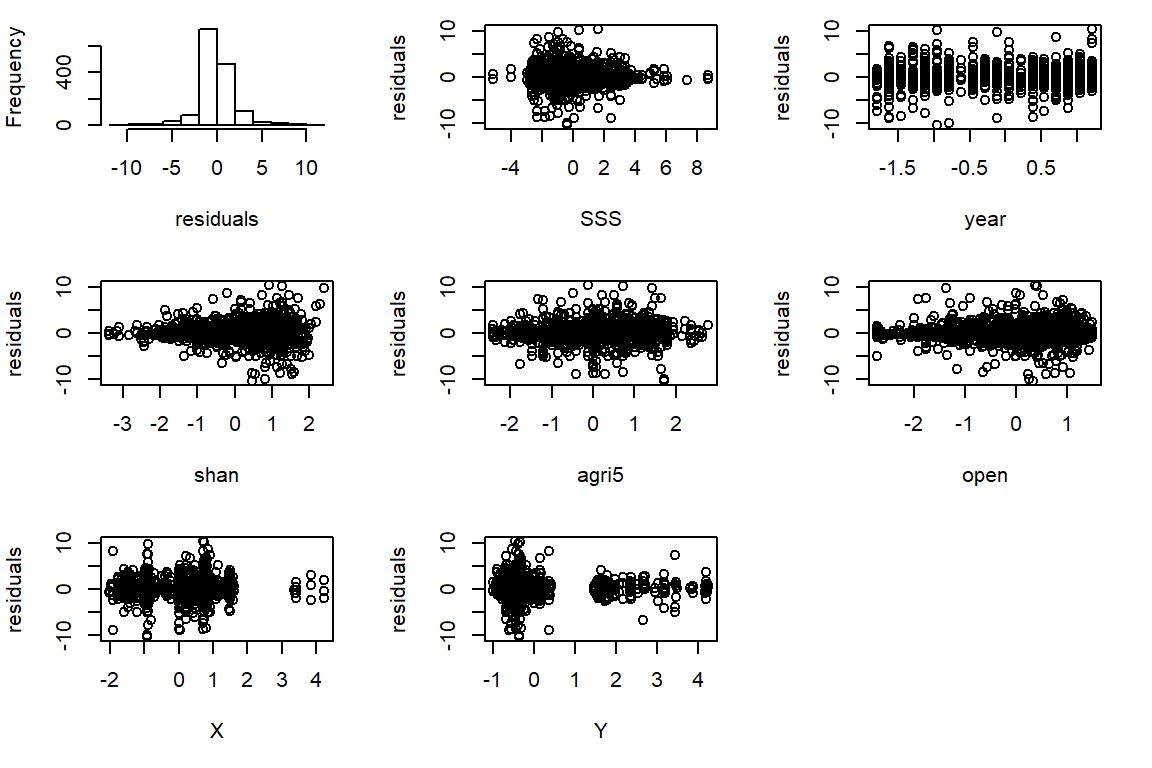 Frequency
0 400
-10 -5 0 5 10
residuals
residuals
-10 0 10
-4 0 2 4 6 8
SSS
residuals
-10 0 10
-1.5 -0.5 0.5
year
residuals
-10 0 10
-3 -2 -1 0 1 2
shan
residuals
-10 0 10
-2 -1 0 1 2
agri5
residuals
-10 0 10
-2 -1 0 1
open
residuals
-10 0 10
-2 0 1 2 3 4
X
residuals
-10 0 10
-1 0 1 2 3 4
Y